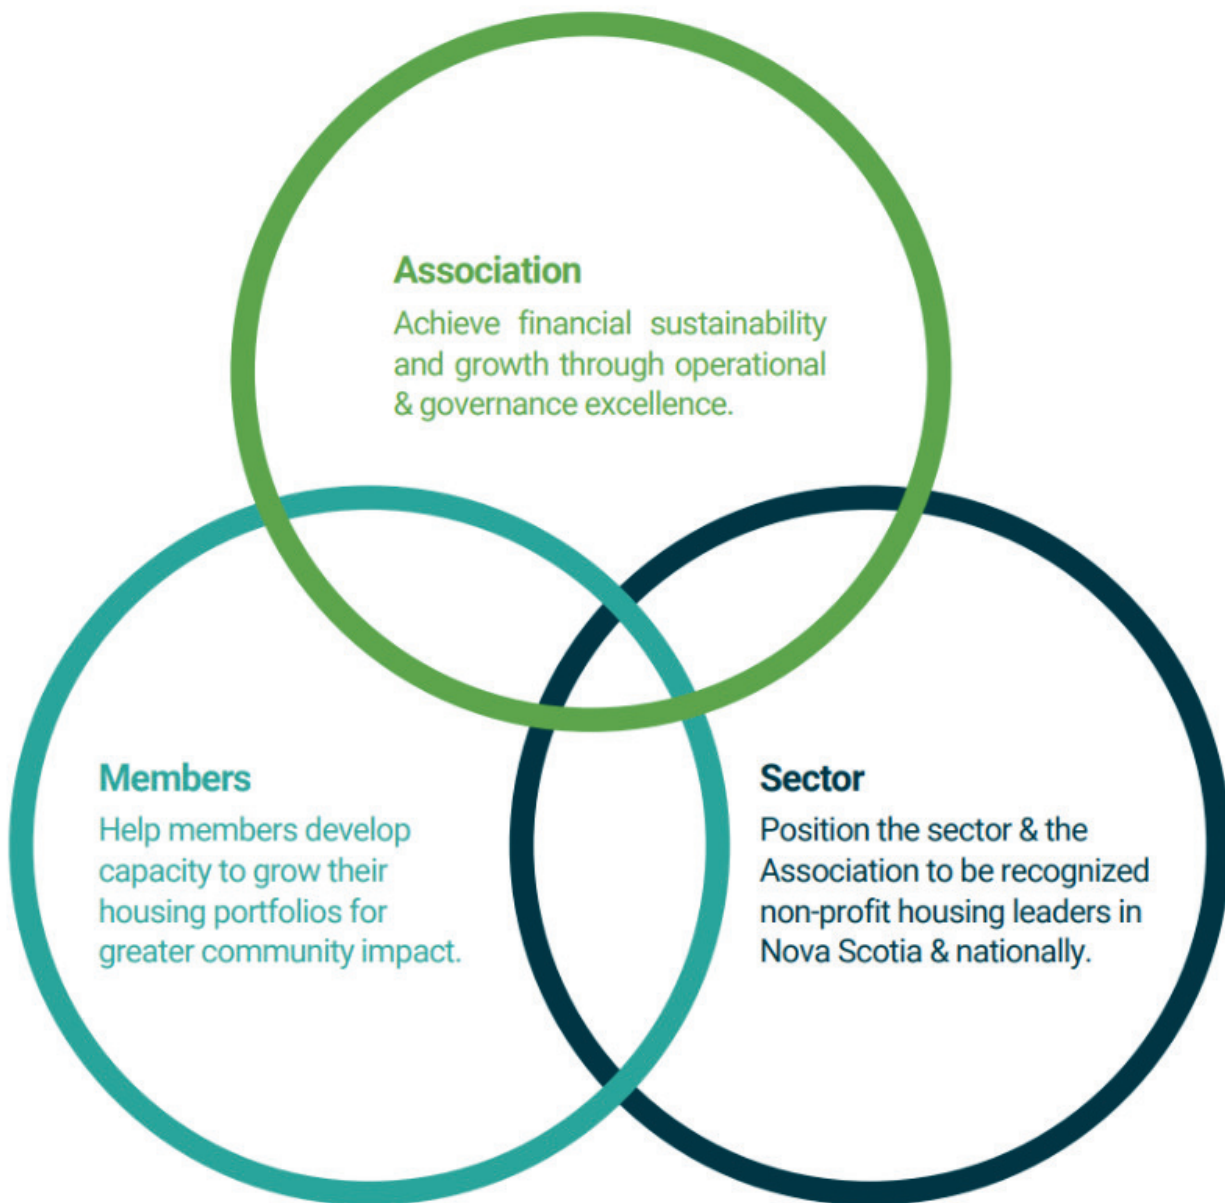 Association
Achieve financial sustainability
and growth through operational
& governance excellence.
Members
Help members develop
capacity to grow their
housing portfolios for
greater community impact.
Sector
Position the sector & the
Association to be recognized
non-profit housing leaders in
Nova Scotia & nationally.